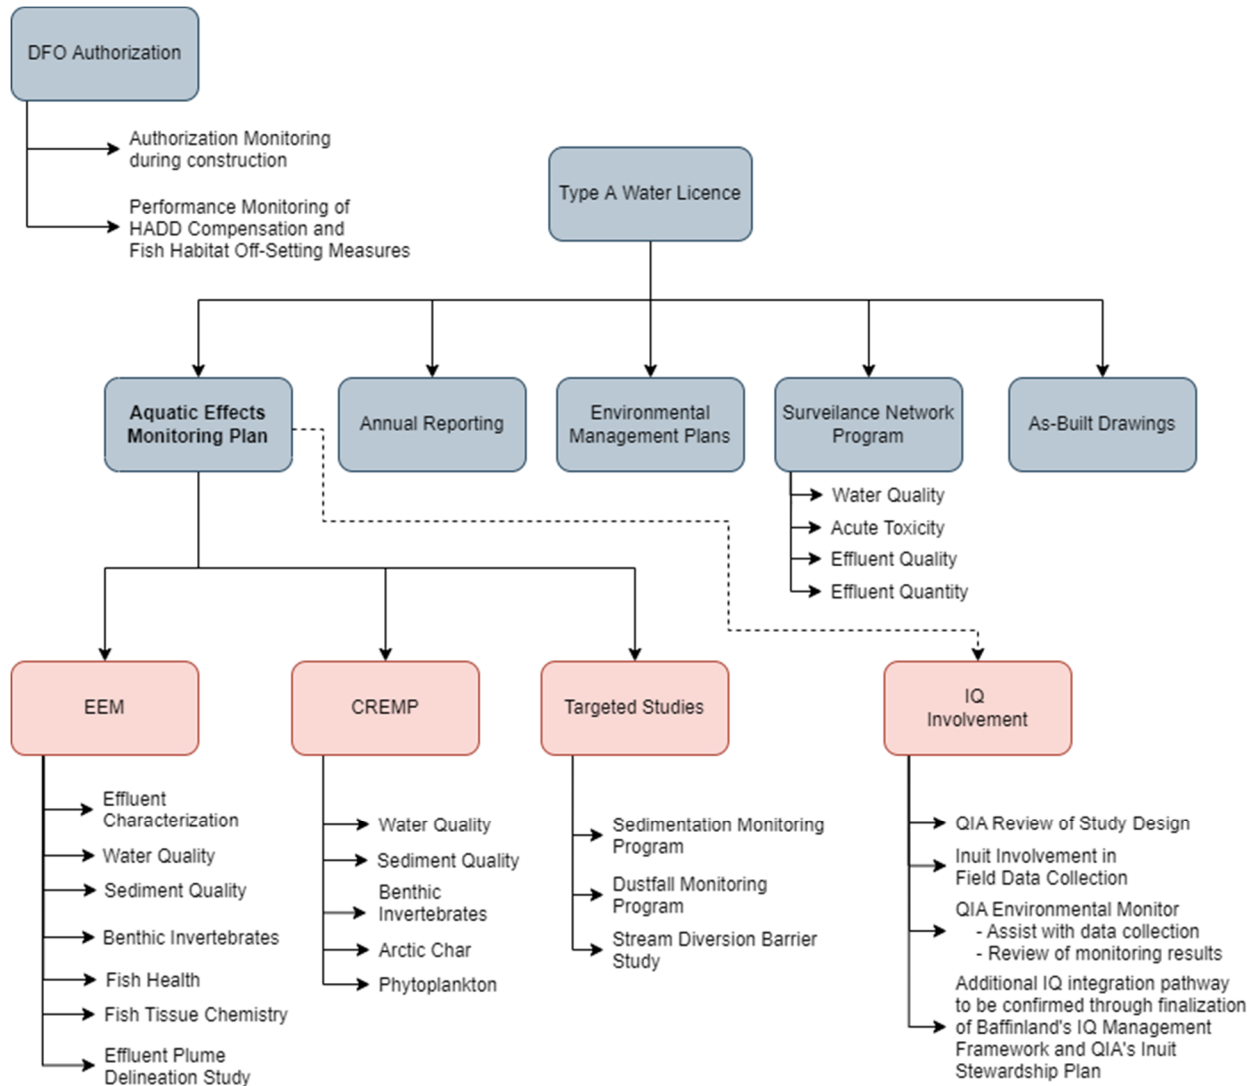 DFO Authorization
Authorization Monitoring
during construction
Performance Monitoring of
HADD Compensation and
Fish Habitat Off-Setting Measures
Type A Water Licence
Aquatic Effects
Monitoring Plan
Annual Reporting
Environmental
Management Plans
Surveilance Network
Program
As-Built Drawings
Water Quality
Acute Toxicity
Effluent Quality
Effluent Quantity
EEM
CREMP
Targeted Studies
IQ
Involvement
Effluent
Characterization
Water Quality
Sediment Quality
Benthic Invertebrates
Fish Health
Fish Tissue Chemistry
Effluent Plume
Delineation Study
Water Quality
Sediment Quality
Benthic
Invertebrates
Arctic Char
Phytoplankton
Sedimentation Monitoring
Program
Dustfall Monitoring
Program
Stream Diversion Barrier
Study
QIA Review of Study Design
Inuit Involvement in
Field Data Collection
QIA Environmental Monitor
- Assist with data collection
- Review of monitoring results
Additional IQ integration pathway
to be confirmed through finalization
of Baffinland's IQ Management
Framework and QIA's Inuit
Stewardship Plan